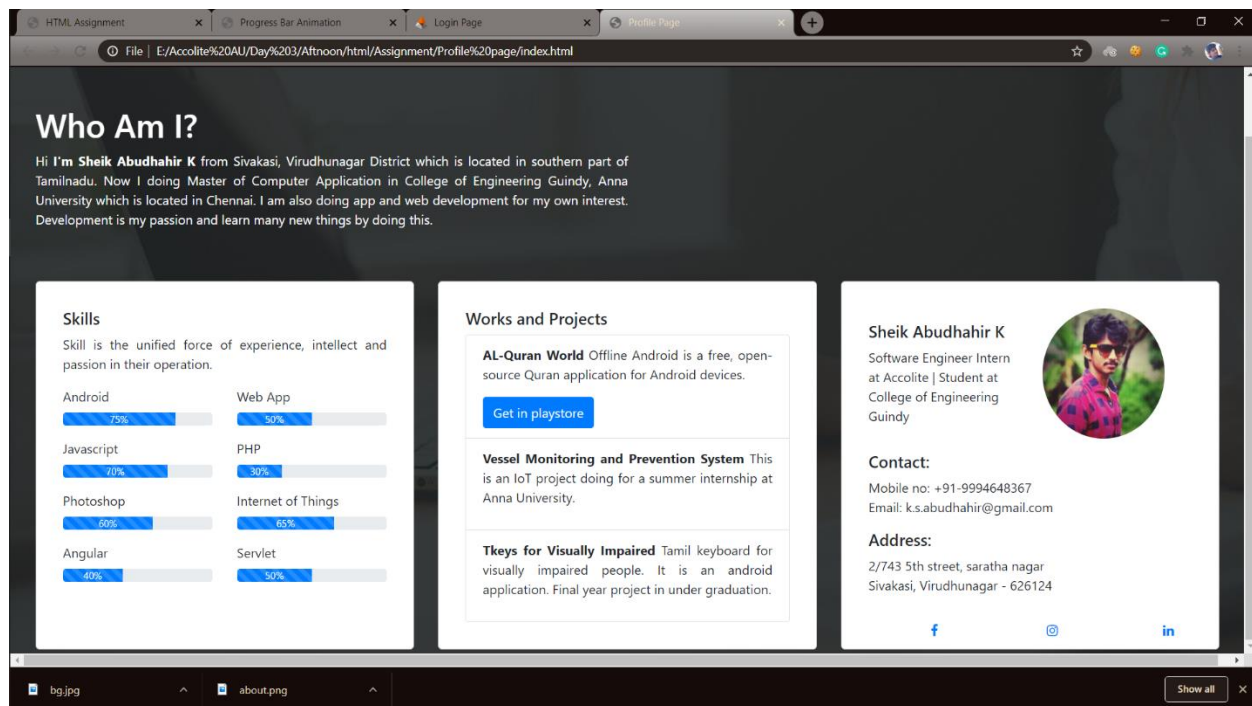 HTML Assignment
Progress Bar Animation
Login Page
Profile Page
File | E:/Accolite%20AU/Day%203/Aftnoon/html/Assignment/Profile%20page/index.html
Who Am I?
Hi I'm Sheik Abudhahir K from Sivakasi, Virudhunagar District which is located in southern part of
Tamilnadu. Now I doing Master of Computer Application in College of Engineering Guindy, Anna
University which is located in Chennai. I am also doing app and web development for my own interest.
Development is my passion and learn many new things by doing this.
Skills
Skill is the unified force of experience, intellect and
passion in their operation.
Android
Web App
75%
50%
Javascript
PHP
70%
30%
Photoshop
Internet of Things
60%
65%
Angular
Servlet
40%
50%
Works and Projects
AL-Quran World Offline Android is a free, open-
source Quran application for Android devices.
Get in playstore
Vessel Monitoring and Prevention System This
is an IoT project doing for a summer internship at
Anna University.
Tkeys for Visually Impaired Tamil keyboard for
visually impaired people. It is an android
application. Final year project in under graduation.
Sheik Abudhahir K
Software Engineer Intern
at Accolite | Student at
College of Engineering
Guindy
Contact:
Mobile no: +91-9994648367
Email: k.s.abudhahir@gmail.com
Address:
2/743 5th street, saratha nagar
Sivakasi, Virudhunagar - 626124
bg.jpg
about.png
Show all